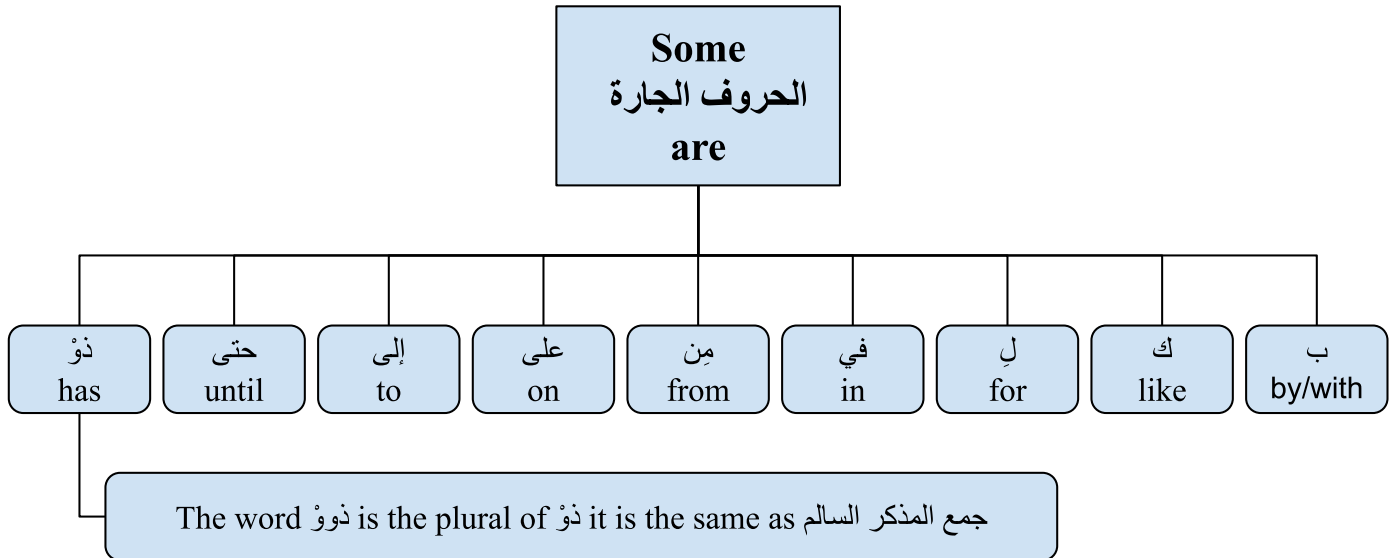 Some
الحروف الجارة
are
ذوْ
has
حتى
until
إلى
to
على
on
مِن
from
في
in
لِ
for
ك
like
ب
by/with
The word ذووْ is the plural of ذوْ it is the same as جمع المذكر السالم